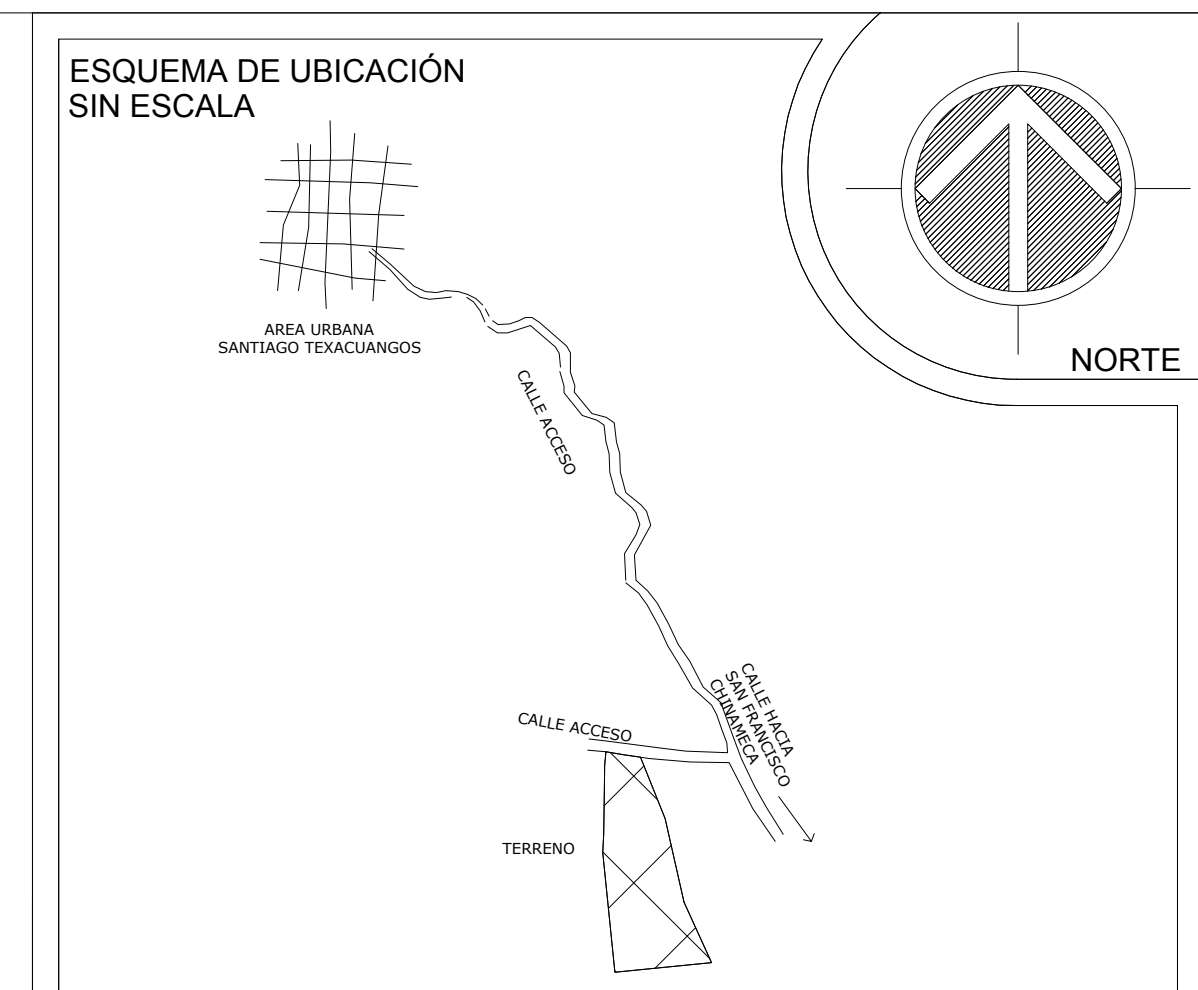 ESQUEMA DE UBICACIÓN
SIN ESCALA
NORTE
AREA URBANA
SANTIAGO TEXACUANGOS
CALLE ACCESO
CALLE HACIA
SAN FRANCISCO
CHINAMECA
CALLE ACCESO
TERRENO